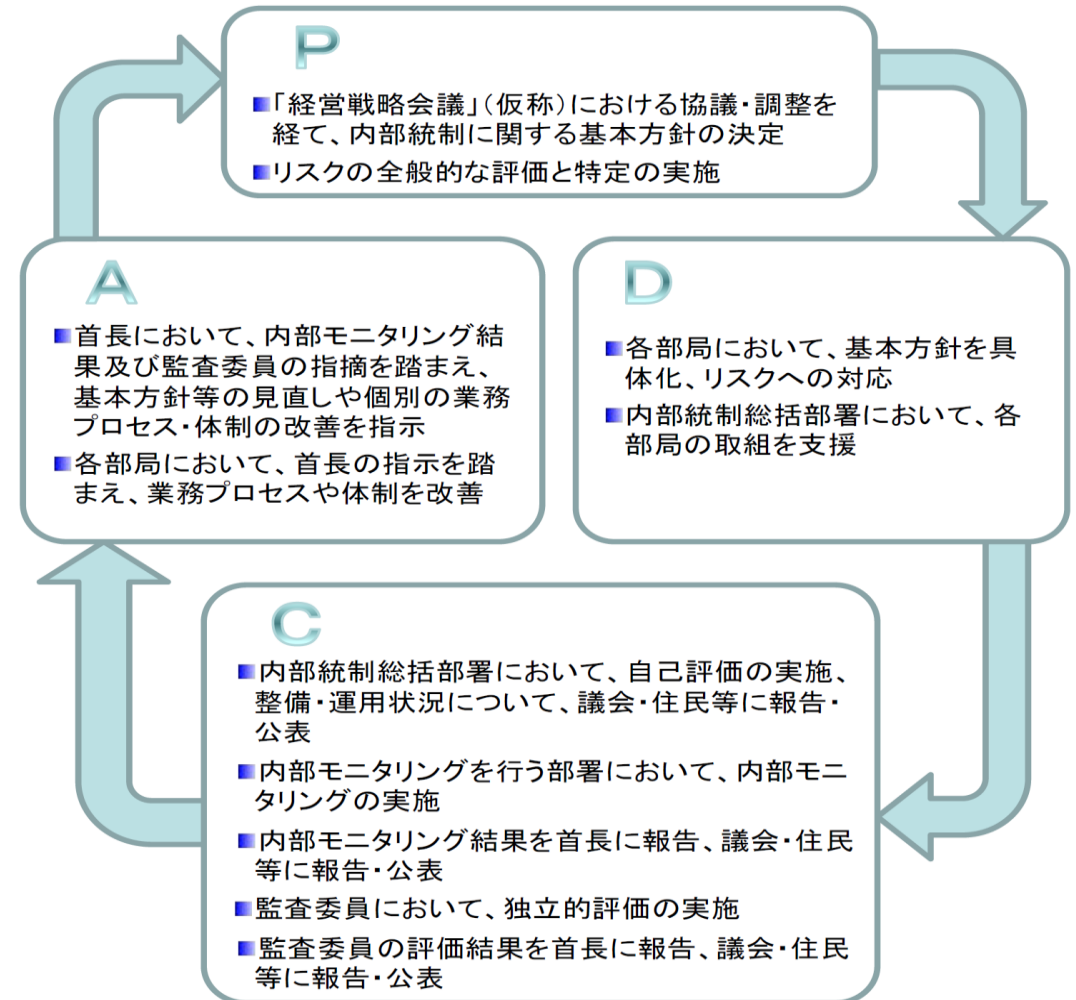 P
■「経営戦略会議」(仮称)における協議・調整を
経て、内部統制に関する基本方針の決定
■リスクの全般的な評価と特定の実施
A
■首長において、内部モニタリング結
果及び監査委員の指摘を踏まえ、
基本方針等の見直しや個別の業務
プロセス・体制の改善を指示
■各部局において、首長の指示を踏
まえ、業務プロセスや体制を改善
D
■各部局において、基本方針を具
体化、リスクへの対応
■内部統制総括部署において、各
部局の取組を支援
C
■内部統制総括部署において、自己評価の実施、
整備・運用状況について、議会・住民等に報告・
公表
■内部モニタリングを行う部署において、内部モニ
タリングの実施
■内部モニタリング結果を首長に報告、議会・住民
等に報告・公表
■監査委員において、独立的評価の実施
■監査委員の評価結果を首長に報告、議会・住民
等に報告・公表